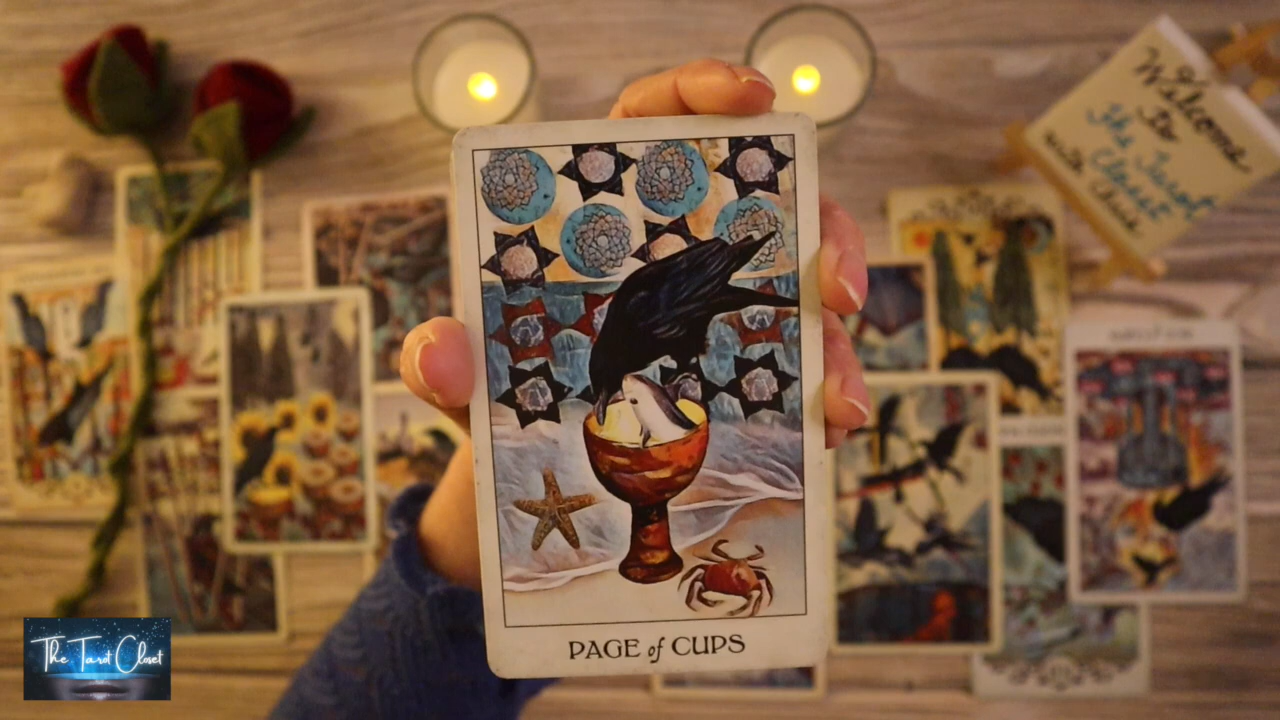 Welcome
to
The Tarot
Closet
PAGE of CUPS
The Tarot Closet